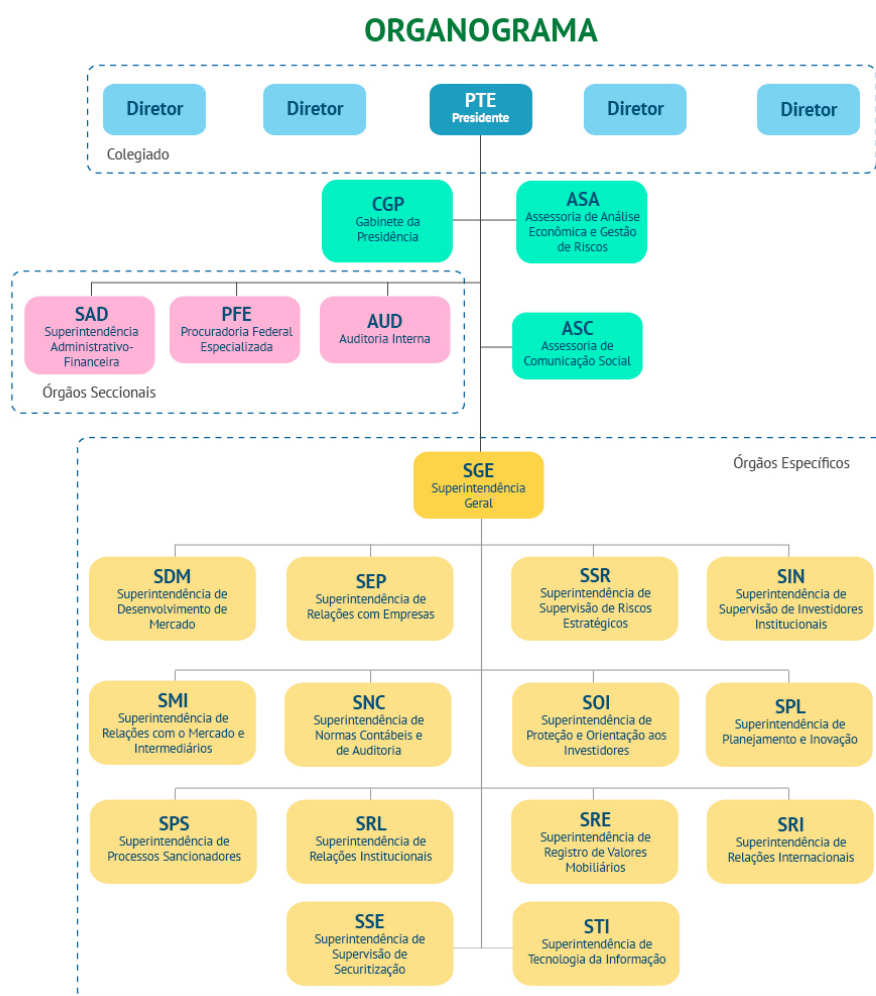 ORGANOGRAMA
Diretor
Diretor
PTE
Presidente
Diretor
Diretor
Colegiado
CGP
Gabinete da
Presidência
ASA
Assessoria de Análise
Econômica e Gestão
de Riscos
SAD
Superintendência
Administrativo-
Financeira
PFE
Procuradoria Federal
Especializada
AUD
Auditoria Interna
ASC
Assessoria de
Comunicação Social
Órgãos Seccionais
Órgãos Específicos
SGE
Superintendência
Geral
SDM
Superintendência de
Desenvolvimento de
Mercado
SEP
Superintendência de
Relações com Empresas
SSR
Superintendência de
Supervisão de Riscos
Estratégicos
SIN
Superintendência de
Supervisão de Investidores
Institucionais
SMI
Superintendência de
Relações com o Mercado e
Intermediários
SNC
Superintendência de
Normas Contábeis e
de Auditoria
SOI
Superintendência de
Proteção e Orientação aos
Investidores
SPL
Superintendência de
Planejamento e Inovação
SPS
Superintendência de
Processos Sancionadores
SRL
Superintendência de
Relações Institucionais
SRE
Superintendência de
Registro de Valores
Mobiliários
SRI
Superintendência de
Relações Internacionais
SSE
Superintendência de
Supervisão de
Securitização
STI
Superintendência de
Tecnologia da Informação